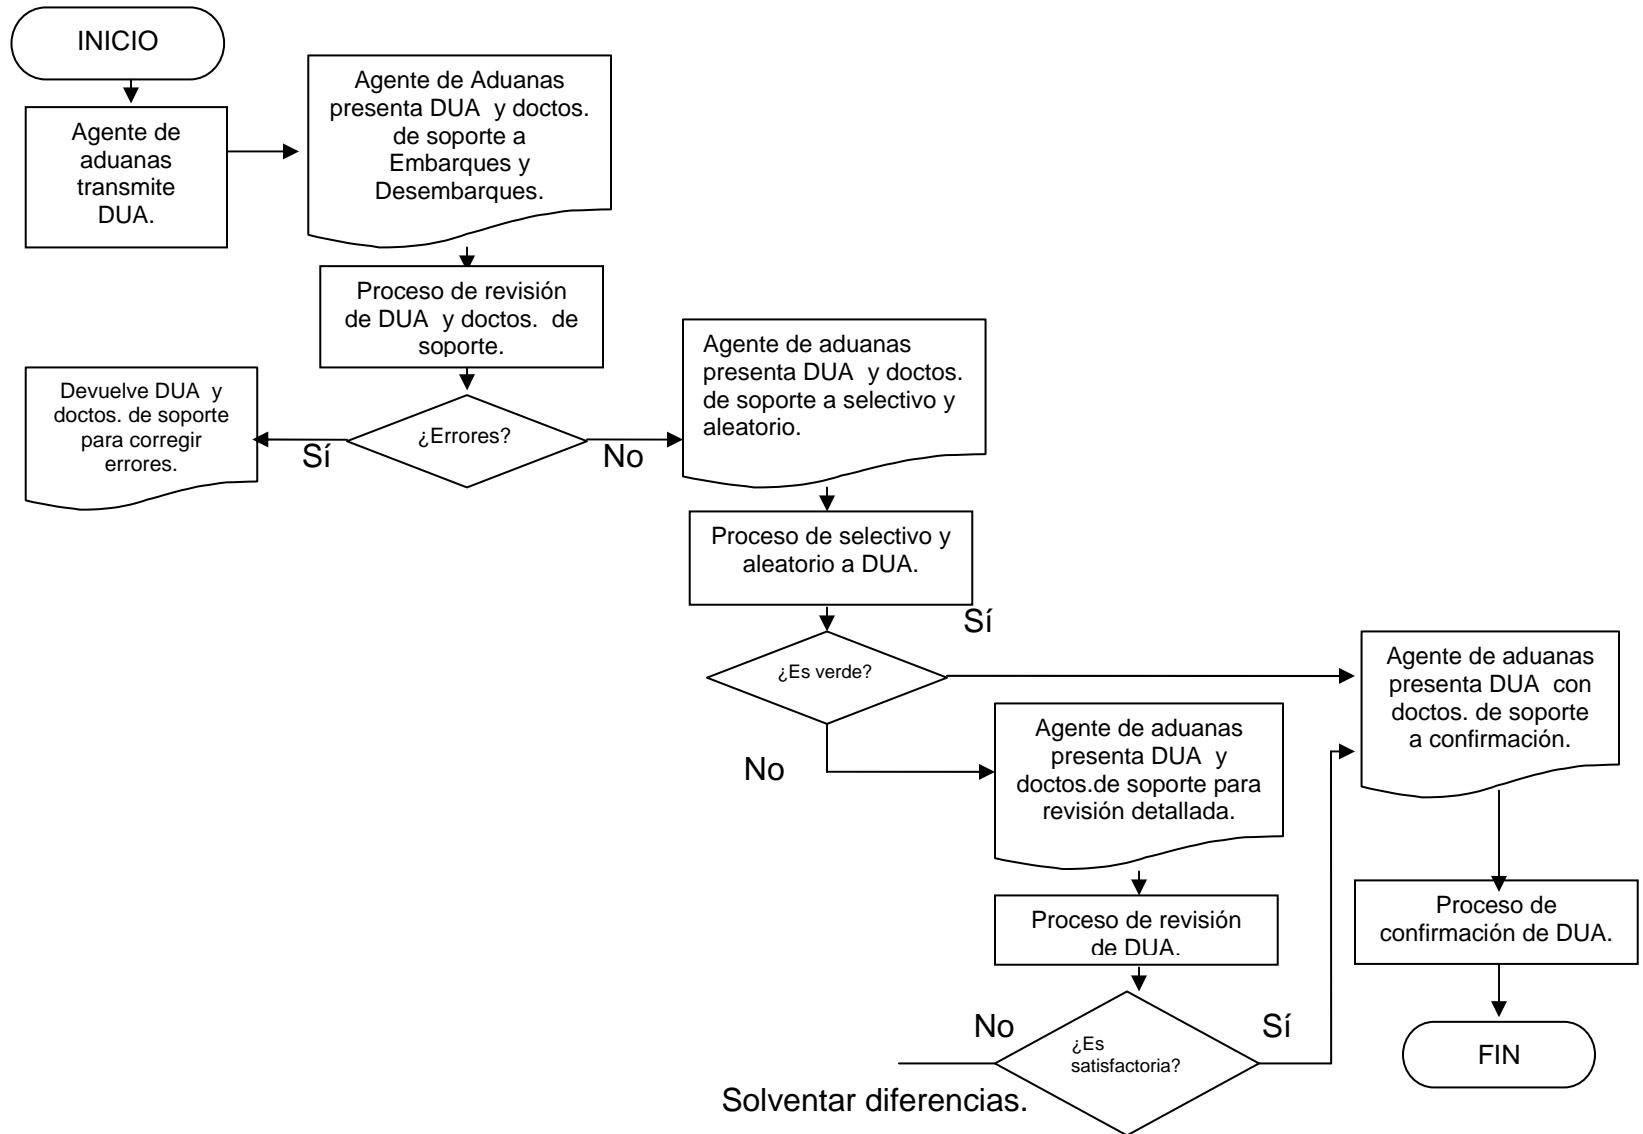 INICIO
Agente de
aduanas
transmite
DUA.
Agente de Aduanas
presenta DUA y doctos.
de soporte a
Embarques y
Desembarques.
Proceso de revisión
de DUA y doctos. de
soporte.
¿Errores?
Sí
Devuelve DUA y
doctos. de soporte
para corregir
errores.
No
Agente de aduanas
presenta DUA y doctos.
de soporte a selectivo y
aleatorio.
Proceso de selectivo y
aleatorio a DUA.
¿Es verde?
Sí
Agente de aduanas
presenta DUA con
doctos. de soporte
a confirmación.
No
Agente de aduanas
presenta DUA y
doctos.de soporte para
revisión detallada.
Proceso de revisión
de DUA.
Proceso de
confirmación de DUA.
¿Es
satisfactoria?
No
Sí
Solventar diferencias.
FIN